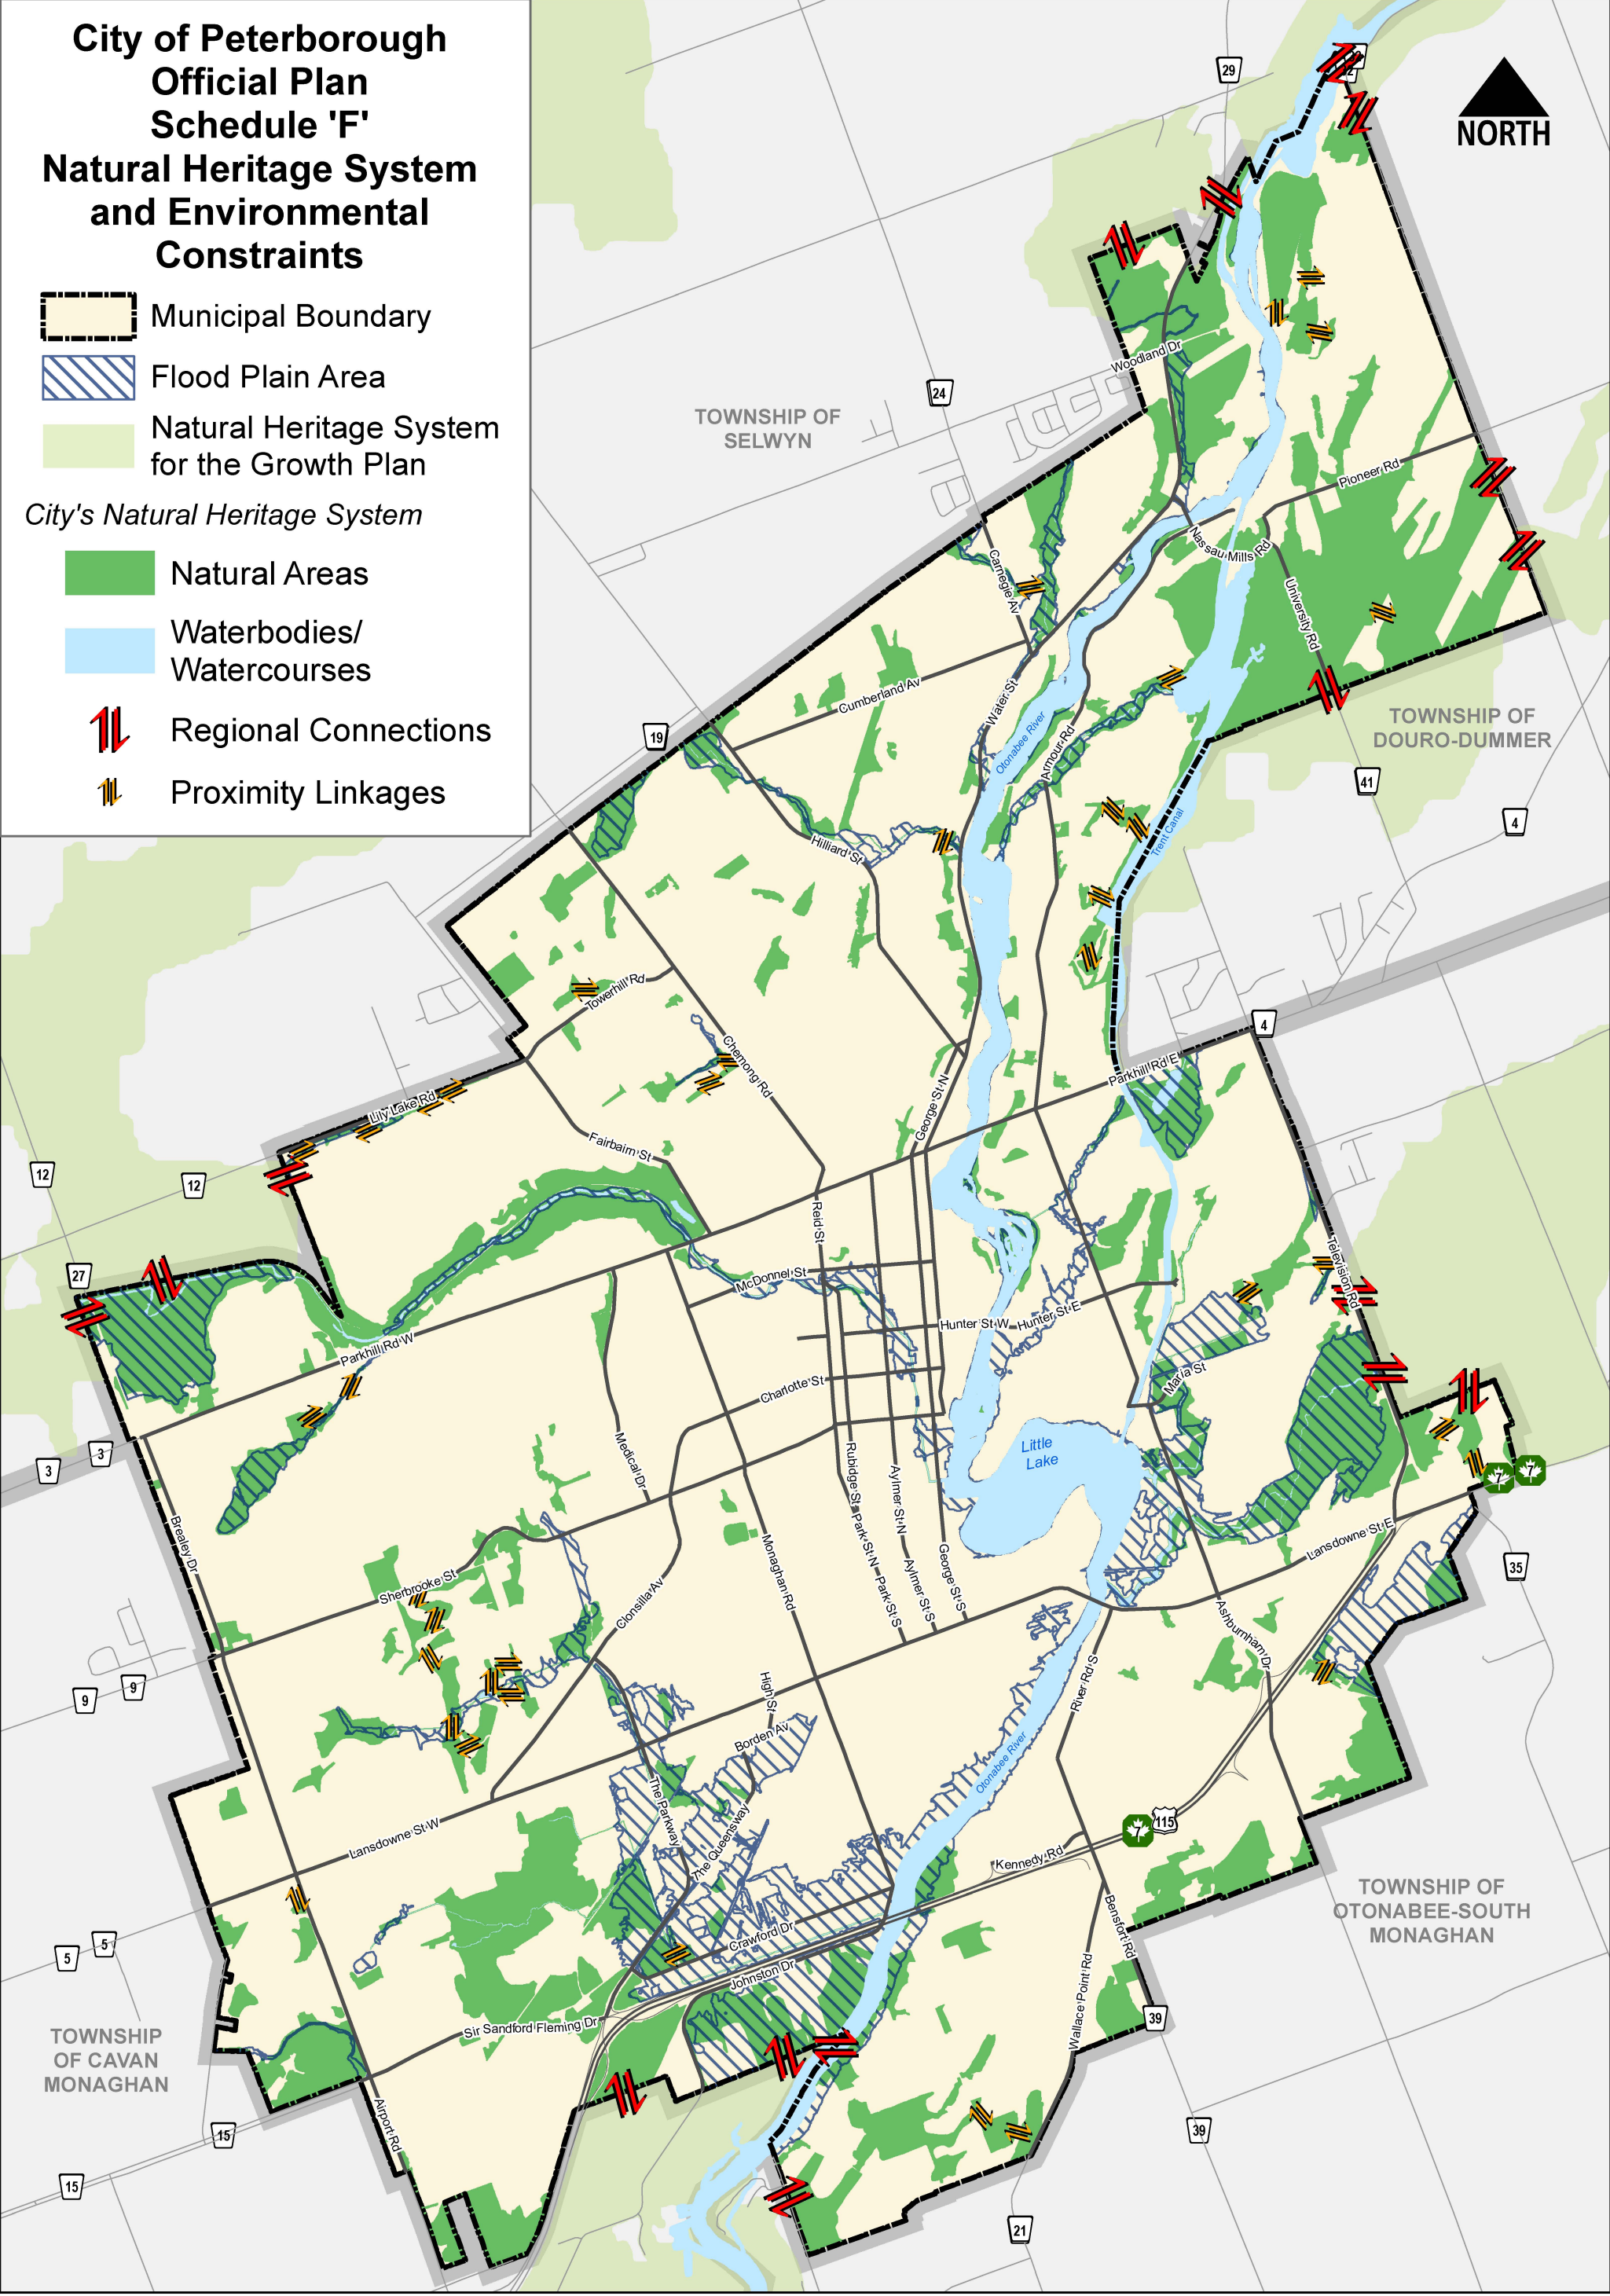 City of Peterborough
Official Plan
Schedule 'F'
Natural Heritage System
and Environmental
Constraints
Municipal Boundary
Flood Plain Area
Natural Heritage System
for the Growth Plan
City's Natural Heritage System
Natural Areas
Waterbodies/
Watercourses
Regional Connections
Proximity Linkages
NORTH
29
24
TOWNSHIP OF
SELWYN
Woodland Dr
Pioneer Rd
Nassau Mills Rd
University Rd
Carnegie Av
Cumberland Av
Water St
Otonabee River
Armour Rd
19
TOWNSHIP OF
DOURO-DUMMER
41
4
Trent Canal
Hilliard St
Towerhill Rd
Chemong Rd
4
Parkhill Rd E
Lily Lake Rd
George St N
Fairbairn St
12
12
27
Reid St
McDonnel St
Television Rd
Hunter St W
Hunter St E
Parkhill Rd W
Maria St
Charlotte St
Little
Lake
3
3
Medical Dr
Rubidge St
Aylmer St N
Park St N
Monaghan Rd
George St S
Aylmer St S
Park St S
7
7
Brealey Dr
Lansdowne St E
35
Sherbrooke St
Clonsilla Av
Ashburnham Dr
9
9
High St
River Rd S
Borden Av
Otonabee River
The Parkway
The Queensway
Lansdowne St W
7
115
Kennedy Rd
TOWNSHIP OF
OTONABEE-SOUTH
MONAGHAN
Crawford Dr
Bensfort Rd
5
5
Johnston Dr
Wallace Point Rd
Sir Sandford Fleming Dr
39
TOWNSHIP
OF CAVAN
MONAGHAN
Airport Rd
15
39
15
21